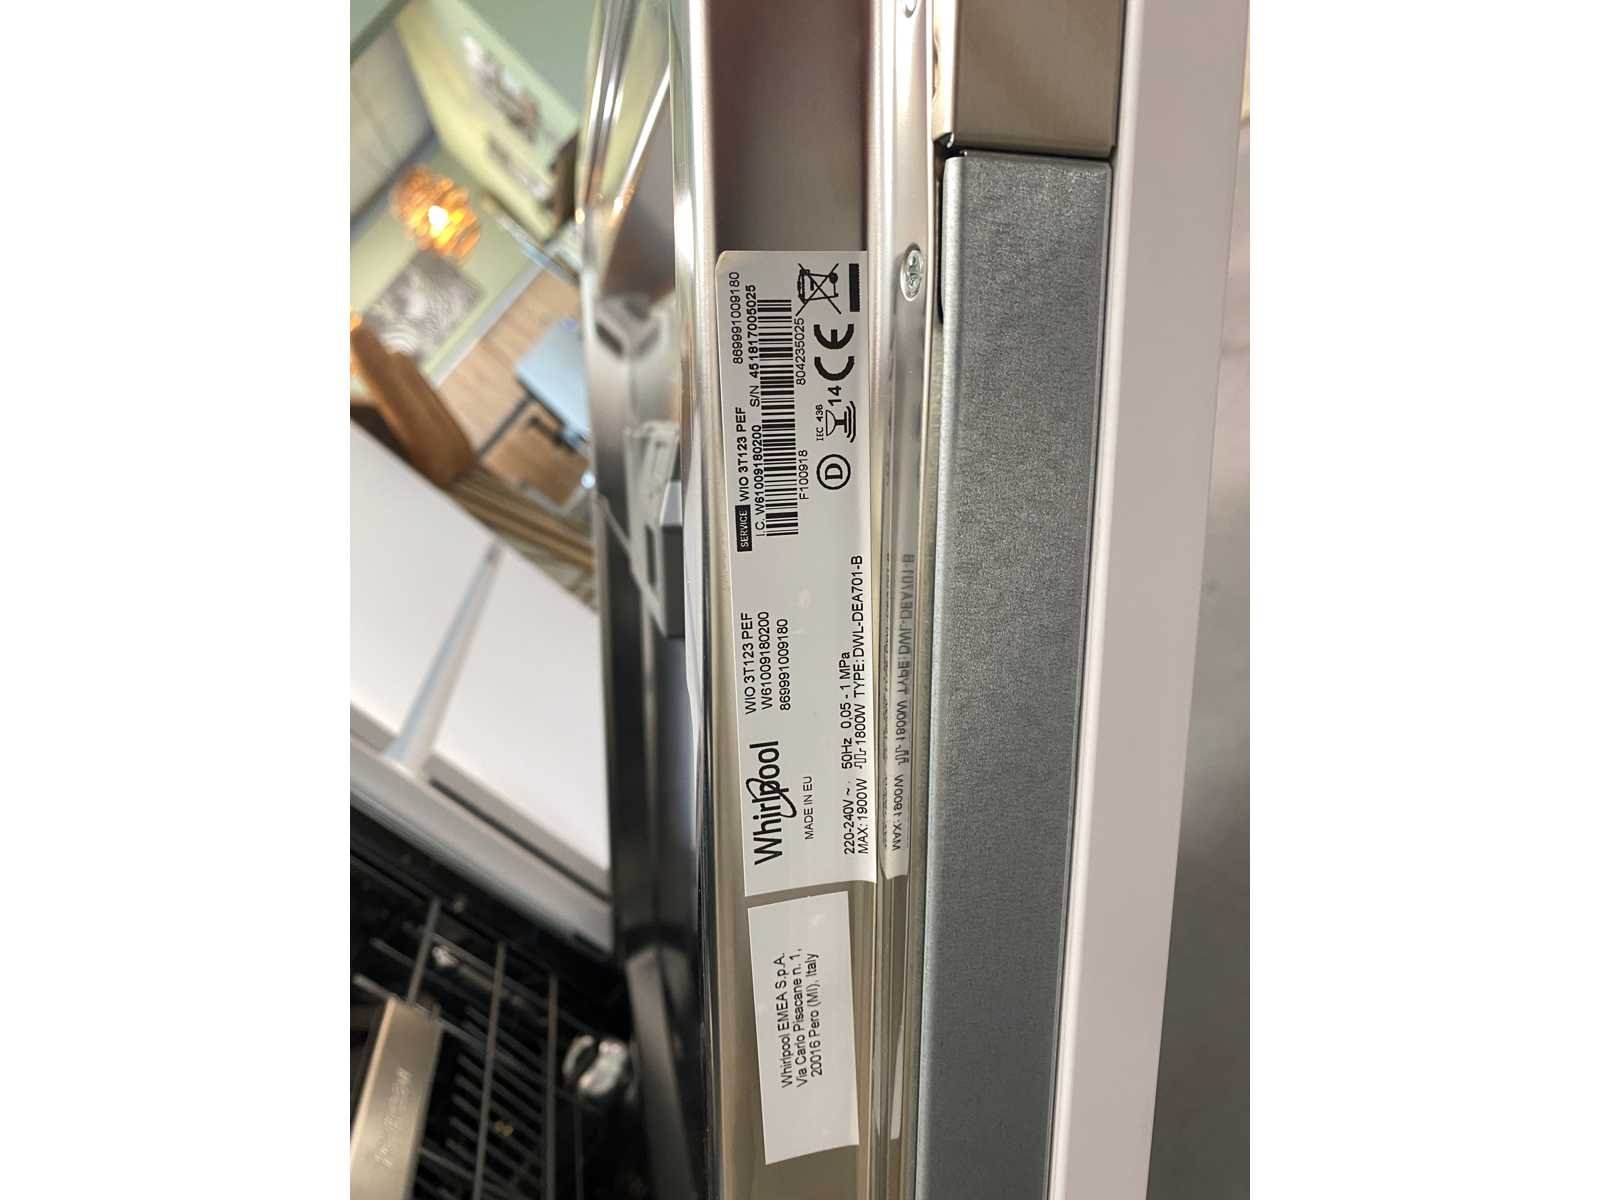 Whirlpool
MADE IN EU
WIO 3T123 PEF
W61009180200
869991009180
220-240V ~ 50Hz 0,05 - 1 MPa
MAX: 1900W 1800W TYPE: DWL-DEA701-B
SERVICE WIO 3T123 PEF 869991009180
I.C. W61009180200 S/N 451817005025
F100918 804235025
D IEC 436 14 CE
Whirlpool EMEA S.p.A.
Via Carlo Pisacane n. 1,
20016 Pero (MI), Italy